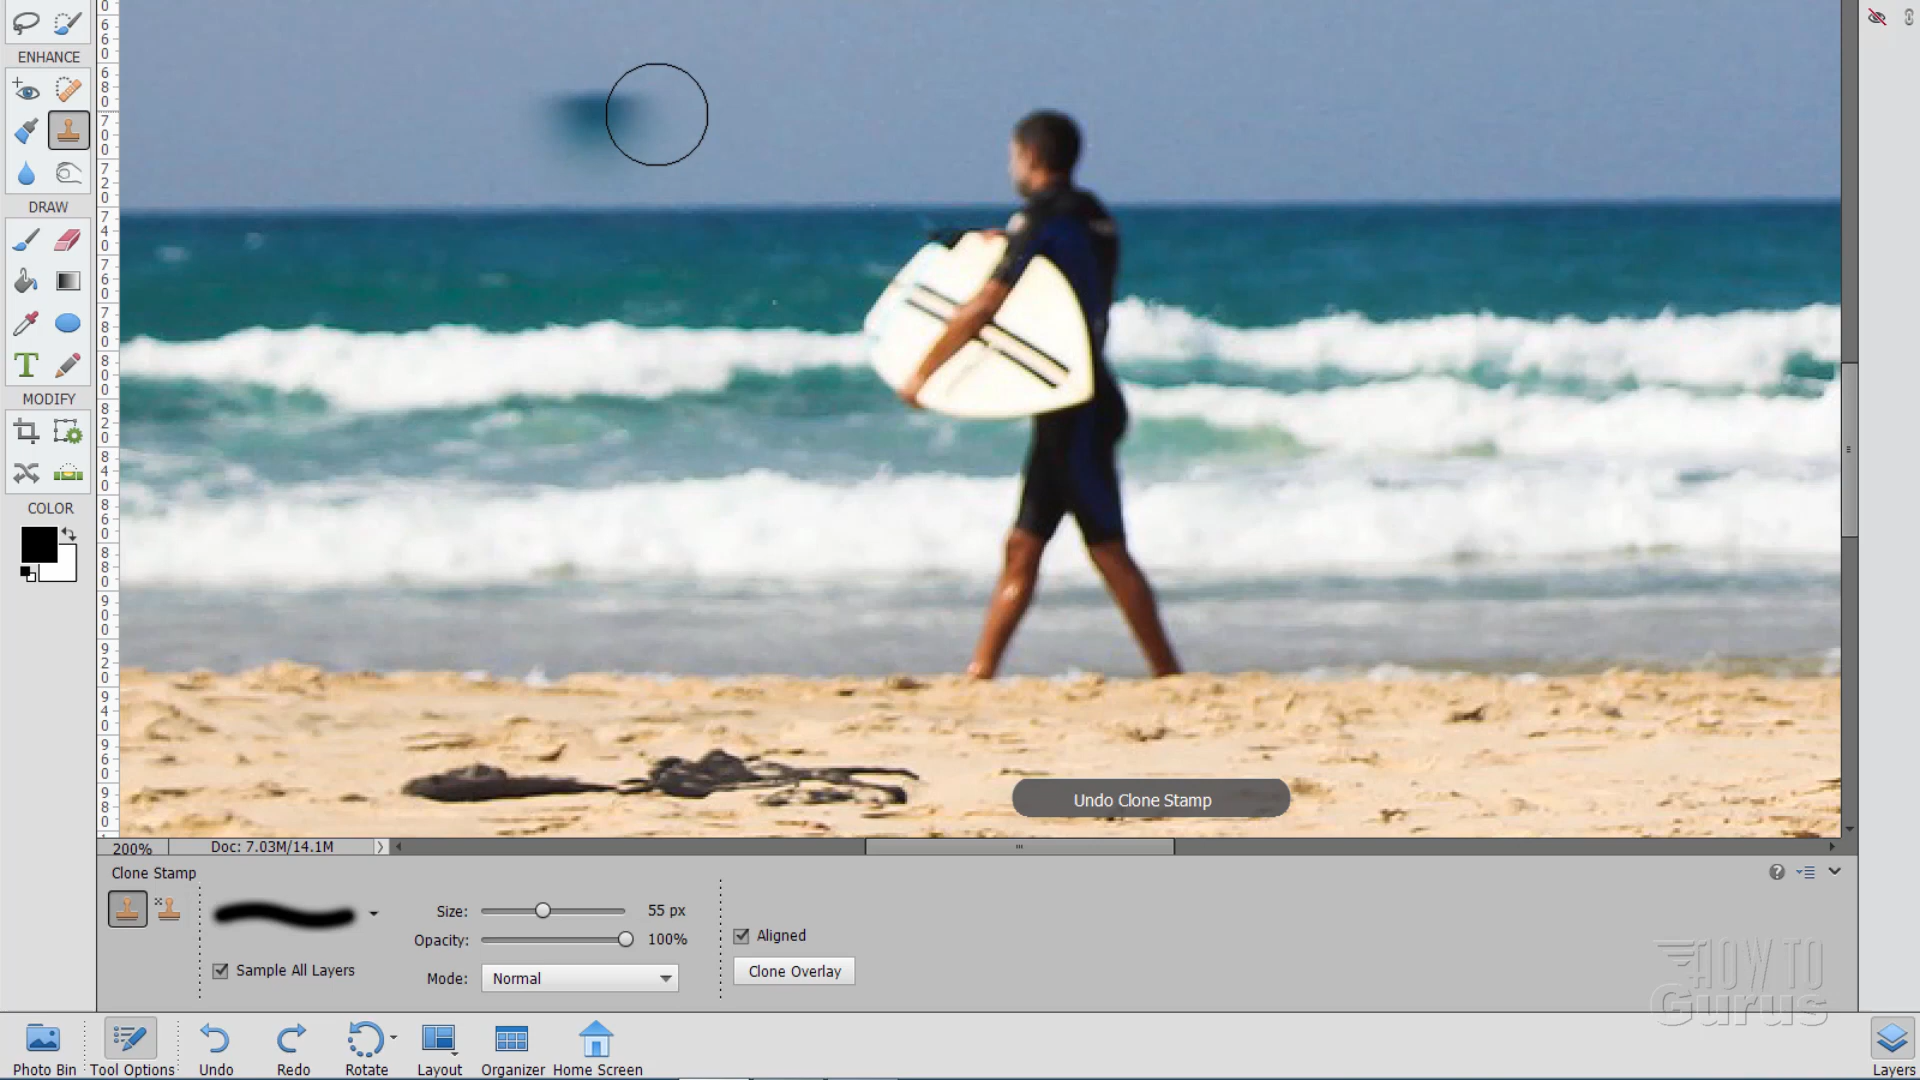 ENHANCE
DRAW
T
MODIFY
COLOR
Undo Clone Stamp
200%
Doc: 7.03M/14.1M
Clone Stamp
Size:
55 px
Opacity:
100%
Sample All Layers
Mode:
Normal
Aligned
Clone Overlay
HOW TO
Gurus
Photo Bin
Tool Options
Undo
Redo
Rotate
Layout
Organizer
Home Screen
Layers